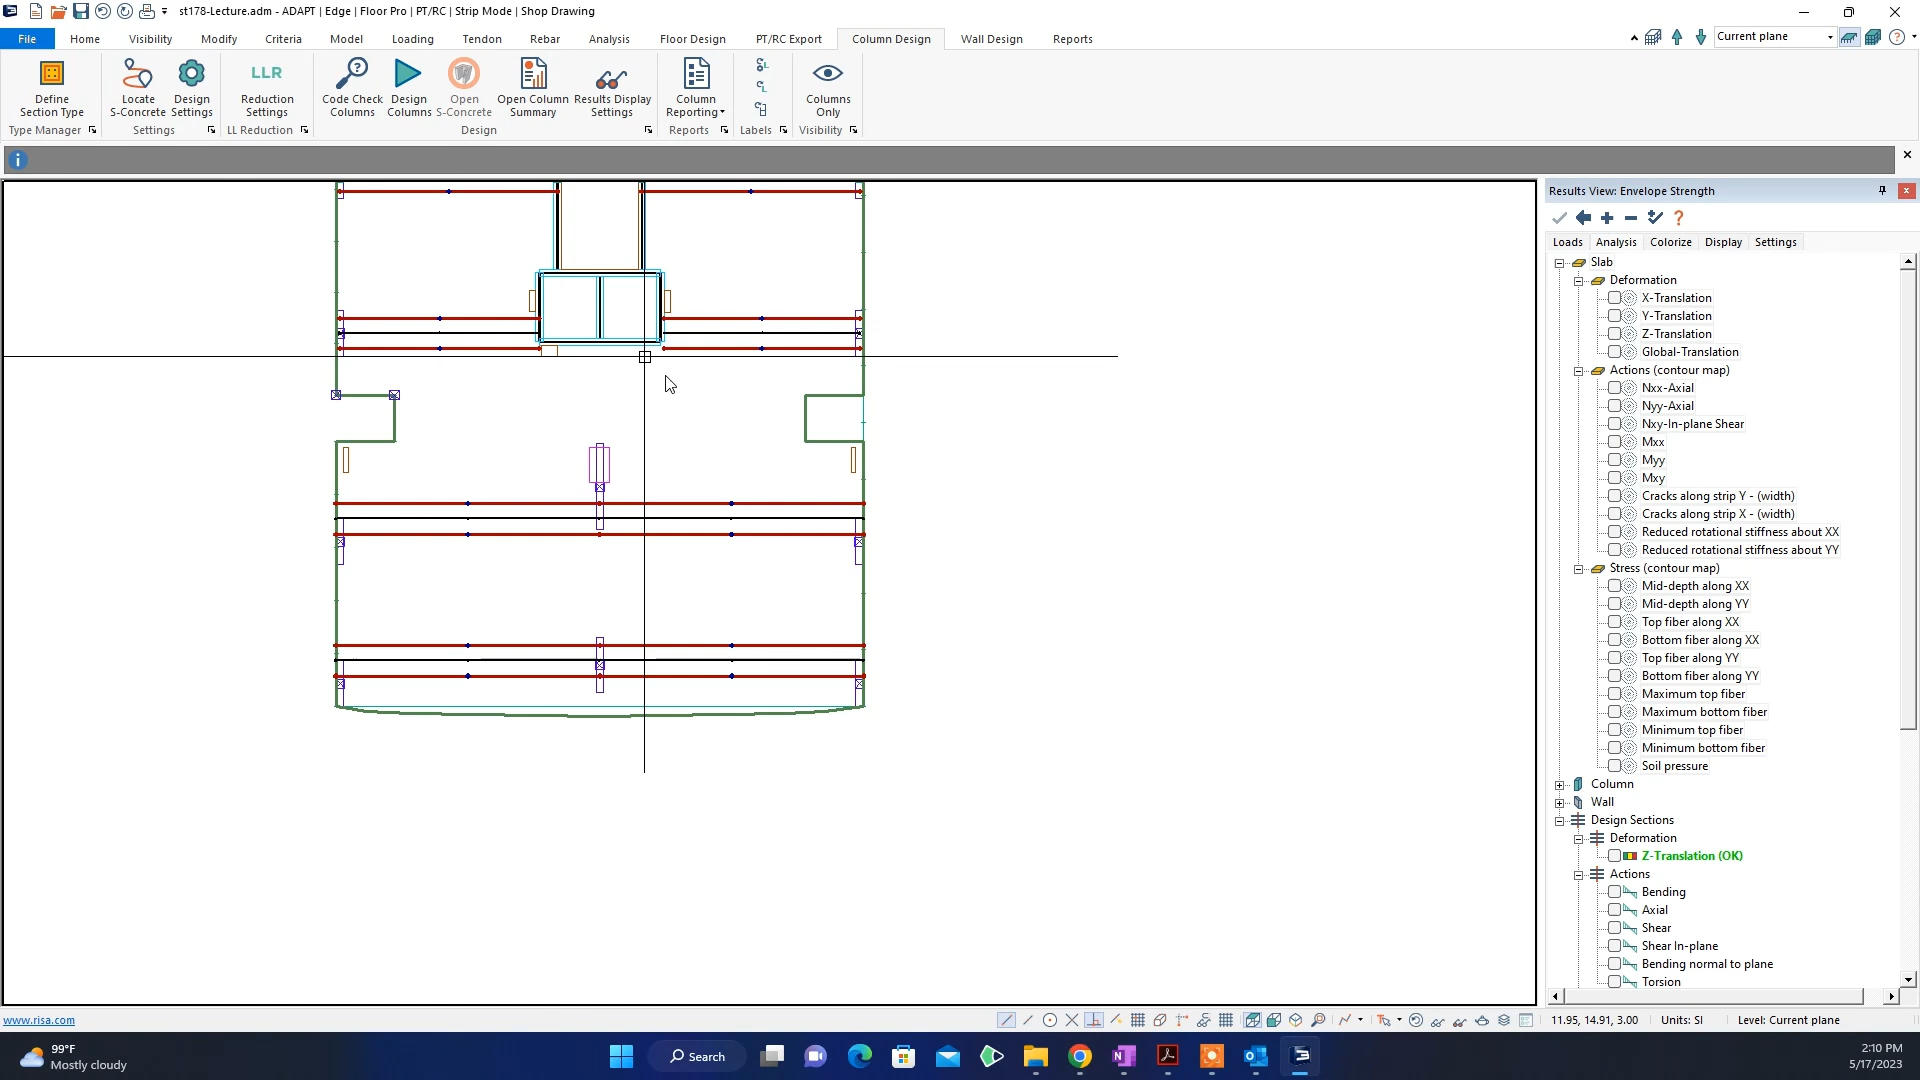 st178-Lecture.adm - ADAPT | Edge | Floor Pro | PT/RC | Strip Mode | Shop Drawing
File Home Visibility Modify Criteria Model Loading Tendon Rebar Analysis Floor Design PT/RC Export Column Design Wall Design Reports
Current plane
LLR
Define Section Type
Locate S-Concrete
Design Settings
Reduction Settings
Code Check Columns
Design Columns
Open S-Concrete
Open Column Summary
Results Display Settings
Column Reporting
Columns Only
Type Manager Settings LL Reduction Design Reports Labels Visibility
Results View: Envelope Strength
Loads Analysis Colorize Display Settings
Slab
Deformation
X-Translation
Y-Translation
Z-Translation
Global-Translation
Actions (contour map)
Nxx-Axial
Nyy-Axial
Nxy-In-plane Shear
Mxx
Myy
Mxy
Cracks along strip Y - (width)
Cracks along strip X - (width)
Reduced rotational stiffness about XX
Reduced rotational stiffness about YY
Stress (contour map)
Mid-depth along XX
Mid-depth along YY
Top fiber along XX
Bottom fiber along XX
Top fiber along YY
Bottom fiber along YY
Maximum top fiber
Maximum bottom fiber
Minimum top fiber
Minimum bottom fiber
Soil pressure
Column
Wall
Design Sections
Deformation
Z-Translation (OK)
Actions
Bending
Axial
Shear
Shear In-plane
Bending normal to plane
Torsion
www.risa.com
11.95, 14.91, 3.00 Units: SI Level: Current plane
99°F
Mostly cloudy
Search
2:10 PM
5/17/2023